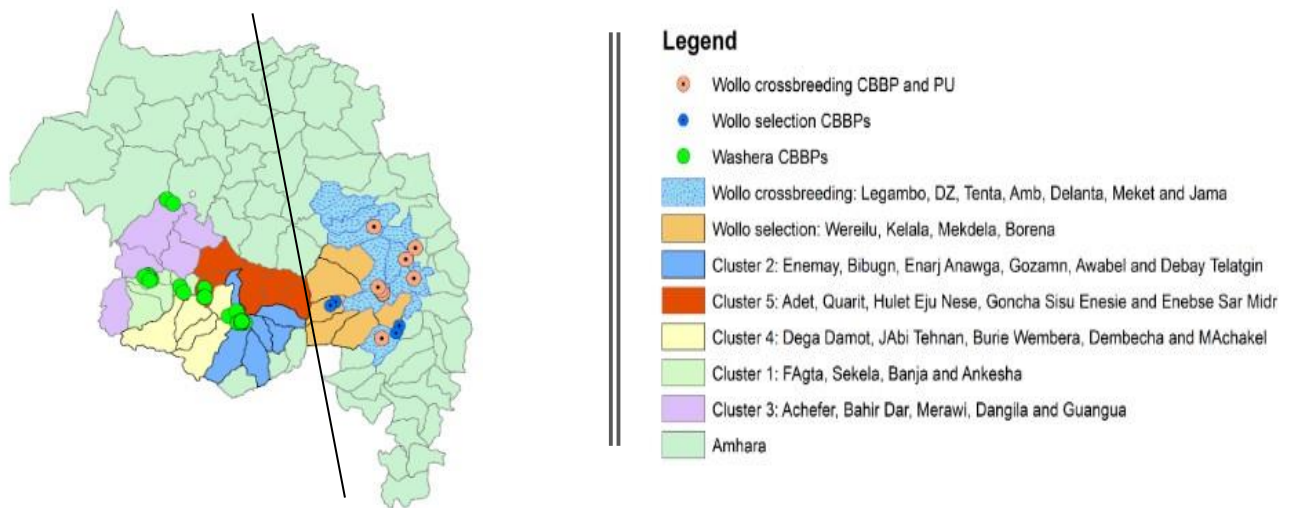 Legend
Wollo crossbreeding CBBP and PU
Wollo selection CBBPs
Washera CBBPs
Wollo crossbreeding: Legambo, DZ, Tenta, Amb, Delanta, Meket and Jama
Wollo selection: Wereilu, Kelala, Mekdela, Borena
Cluster 2: Enemay, Bibugn, Enarj Anawga, Gozamn, Awabel and Debay Telatgin
Cluster 5: Adet, Quarit, Hulet Eju Nese, Goncha Sisu Enesie and Enebse Sar Midr
Cluster 4: Dega Damot, JAbi Tehnan, Burie Wembera, Dembecha and MAchakel
Cluster 1: FAgta, Sekela, Banja and Ankesha
Cluster 3: Achefer, Bahir Dar, Merawi, Dangila and Guangua
Amhara